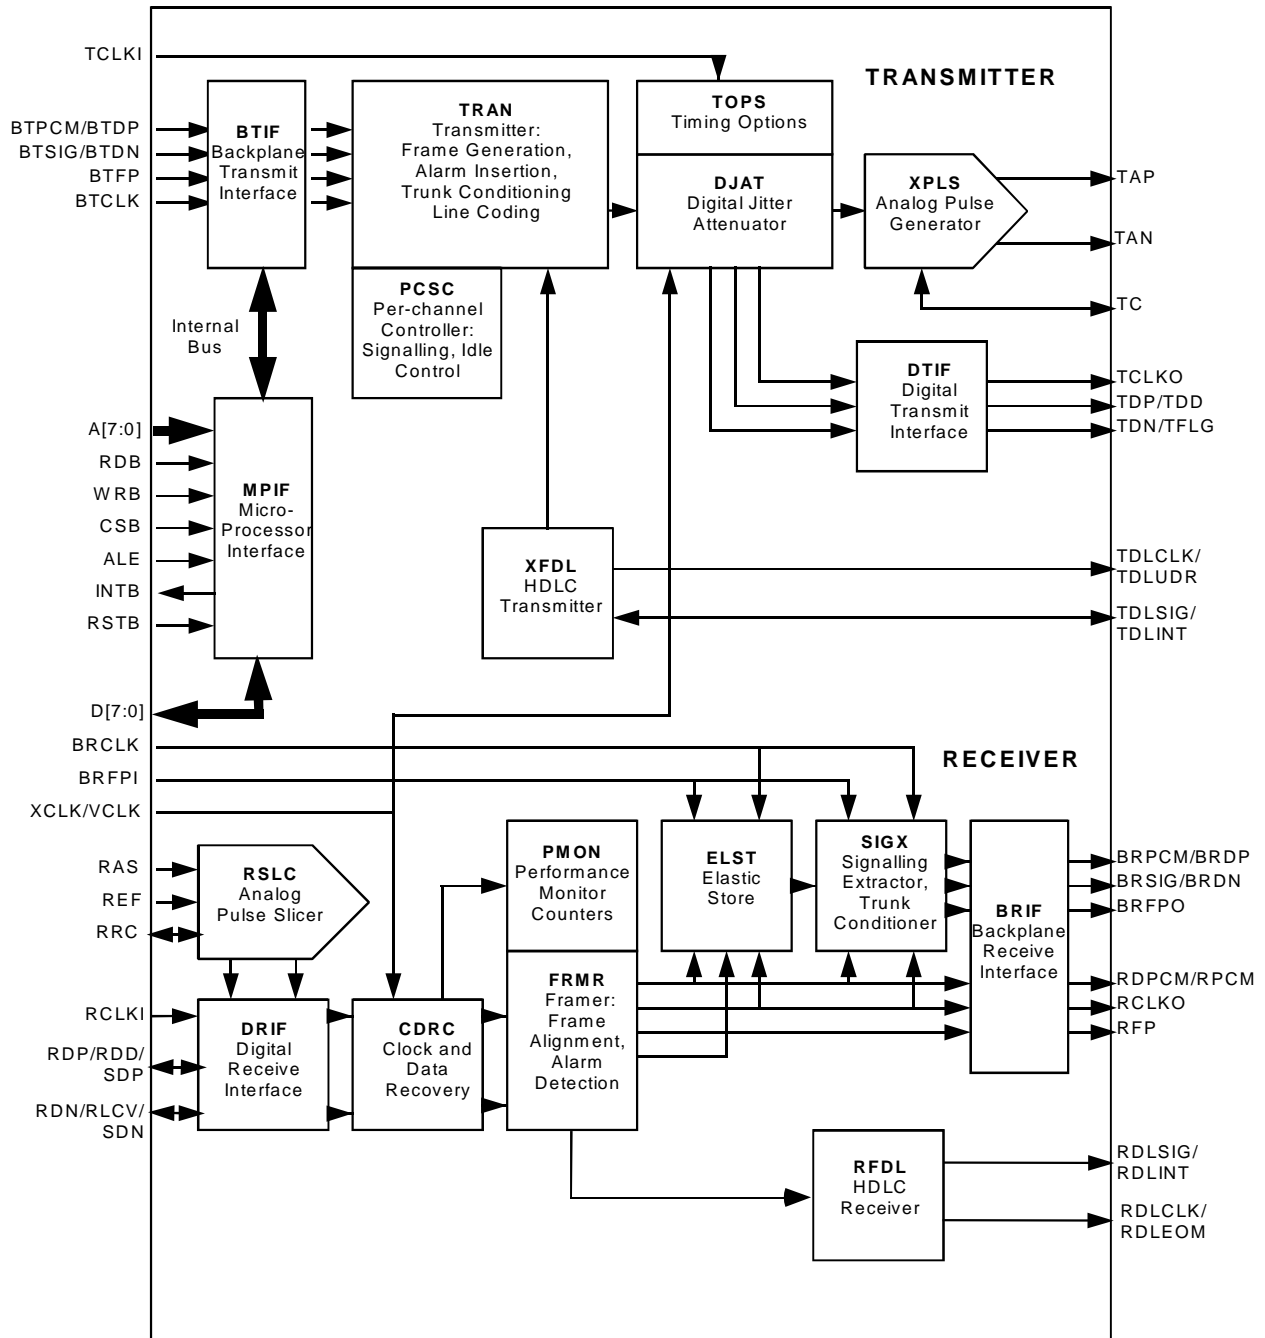 TCLKI
TRANSMITTER
BTPCM/BTDP
BTSIG/BTDN
BTFP
BTCLK
BTIF
Backplane
Transmit
Interface
TRAN
Transmitter:
Frame Generation,
Alarm Insertion,
Trunk Conditioning
Line Coding
TOPS
Timing Options
DJAT
Digital Jitter
Attenuator
XPLS
Analog Pulse
Generator
TAP
TAN
TC
PCSC
Per-channel
Controller:
Signalling, Idle
Control
Internal
Bus
DTIF
Digital
Transmit
Interface
TCLKO
TDP/TDD
TDN/TFLG
A[7:0]
RDB
WRB
CSB
ALE
INTB
RSTB
MPIF
Micro-
Processor
Interface
XFDL
HDLC
Transmitter
TDLCLK/
TDLUDR
TDLSIG/
TDLINT
D[7:0]
BRCLK
BRFPI
XCLK/VCLK
RECEIVER
RAS
REF
RRC
RSLC
Analog
Pulse Slicer
PMON
Performance
Monitor
Counters
ELST
Elastic
Store
SIGX
Signalling
Extractor,
Trunk
Conditioner
BRIF
Backplane
Receive
Interface
BRPCM/BRDP
BRSIG/BRDN
BRFPO
RDPCM/RPCM
RCLKO
RFP
RCLKI
RDP/RDD/
SDP
RDN/RLCV/
SDN
DRIF
Digital
Receive
Interface
CDRC
Clock and
Data
Recovery
FRMR
Framer:
Frame
Alignment,
Alarm
Detection
RFDL
HDLC
Receiver
RDLSIG/
RDLINT
RDLCLK/
RDLEOM